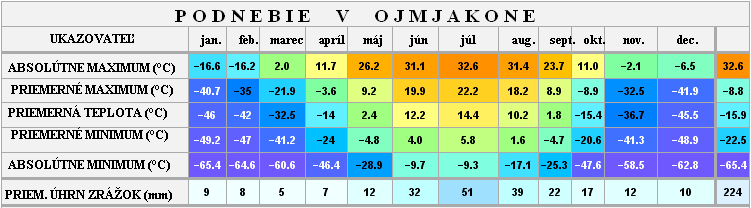 PODNEBIE V OJMJAKONE
UKAZOVATEĽ jan. feb. marec apríl máj jún júl aug. sept. okt. nov. dec.
ABSOLÚTNE MAXIMUM (°C) −16.6 −16.2 2.0 11.7 26.2 31.1 32.6 31.4 23.7 11.0 −2.1 −6.5 32.6
PRIEMERNÉ MAXIMUM (°C) −40.7 −35 −21.9 −3.6 9.2 19.9 22.2 18.2 8.9 −8.9 −32.5 −41.9 −8.8
PRIEMERNÁ TEPLOTA (°C) −46 −42 −32.5 −14 2.4 12.2 14.4 10.2 1.8 −15.4 −36.7 −45.5 −15.9
PRIEMERNÉ MINIMUM (°C) −49.2 −47 −41.2 −24 −4.8 4.0 5.8 1.6 −4.7 −20.6 −41.3 −48.9 −22.5
ABSOLÚTNE MINIMUM (°C) −65.4 −64.6 −60.6 −46.4 −28.9 −9.7 −9.3 −17.1 −25.3 −47.6 −58.5 −62.8 −65.4
PRIEM. ÚHRN ZRÁŽOK (mm) 9 8 5 7 12 32 51 39 22 17 12 10 224